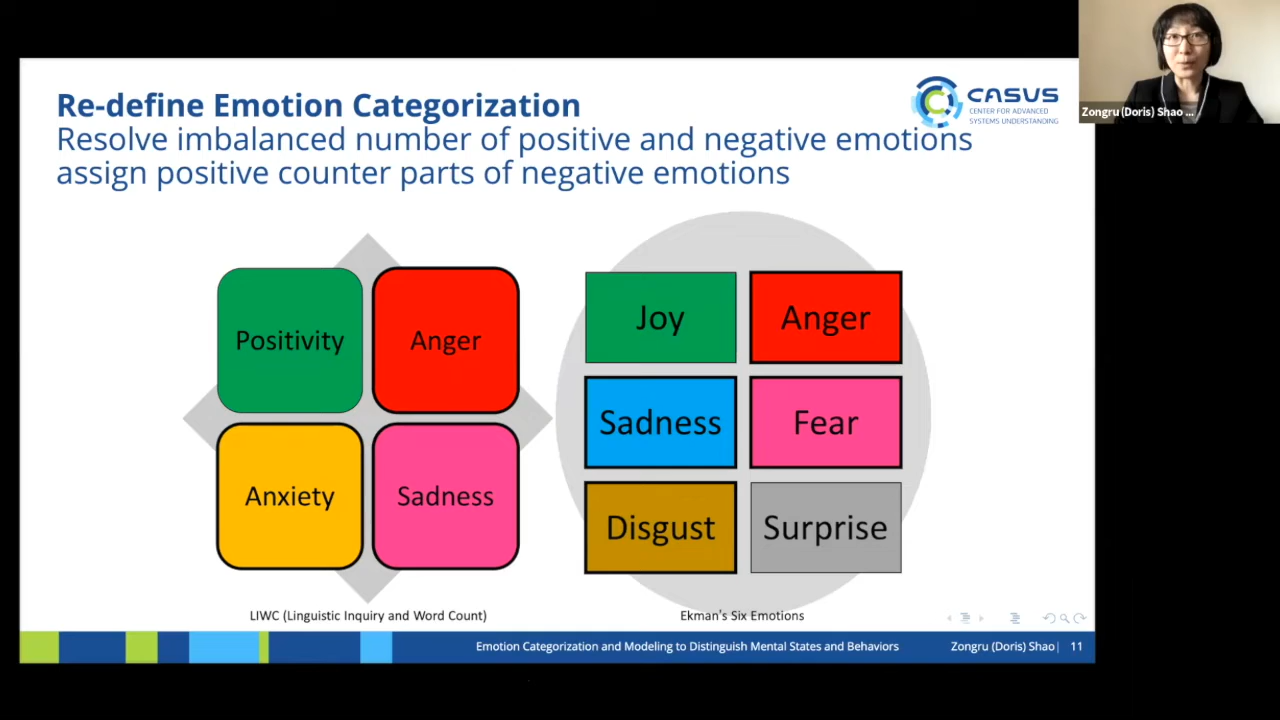 Re-define Emotion Categorization
Resolve imbalanced number of positive and negative emotions
assign positive counter parts of negative emotions
CASUS
CENTER FOR ADVANCED
SYSTEMS UNDERSTANDING
Zongru (Doris) Shao ...
Positivity
Anger
Anxiety
Sadness
Joy
Anger
Sadness
Fear
Disgust
Surprise
LIWC (Linguistic Inquiry and Word Count)
Ekman's Six Emotions
Emotion Categorization and Modeling to Distinguish Mental States and Behaviors
Zongru (Doris) Shao | 11